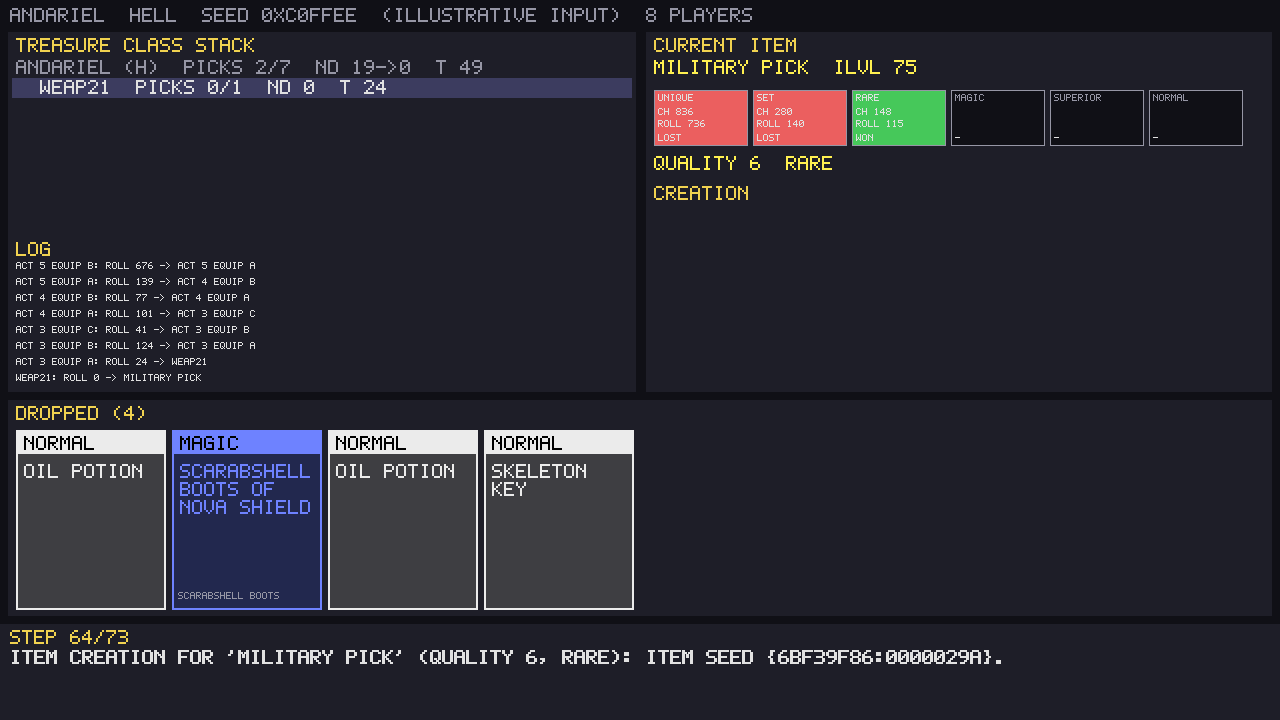 ANDARIEL  HELL  SEED 0XC0FFEE  (ILLUSTRATIVE INPUT)  8 PLAYERS
TREASURE CLASS STACK
ANDARIEL (H)  PICKS 2/7  ND 19->0  T 49
WEAP21  PICKS 0/1  ND 0  T 24
LOG
ACT 5 EQUIP B: ROLL 676 -> ACT 5 EQUIP A
ACT 5 EQUIP A: ROLL 139 -> ACT 4 EQUIP B
ACT 4 EQUIP B: ROLL 77 -> ACT 4 EQUIP A
ACT 4 EQUIP A: ROLL 101 -> ACT 3 EQUIP C
ACT 3 EQUIP C: ROLL 41 -> ACT 3 EQUIP B
ACT 3 EQUIP B: ROLL 124 -> ACT 3 EQUIP A
ACT 3 EQUIP A: ROLL 24 -> WEAP21
WEAP21: ROLL 0 -> MILITARY PICK
CURRENT ITEM
MILITARY PICK  ILVL 75
UNIQUE
CH 836
ROLL 736
LOST
SET
CH 280
ROLL 140
LOST
RARE
CH 148
ROLL 115
WON
MAGIC
-
SUPERIOR
-
NORMAL
-
QUALITY 6  RARE
CREATION
DROPPED (4)
NORMAL
OIL POTION
MAGIC
SCARABSHELL
BOOTS OF
NOVA SHIELD
SCARABSHELL BOOTS
NORMAL
OIL POTION
NORMAL
SKELETON
KEY
STEP 64/73
ITEM CREATION FOR 'MILITARY PICK' (QUALITY 6, RARE): ITEM SEED {6BF39F86:0000029A}.